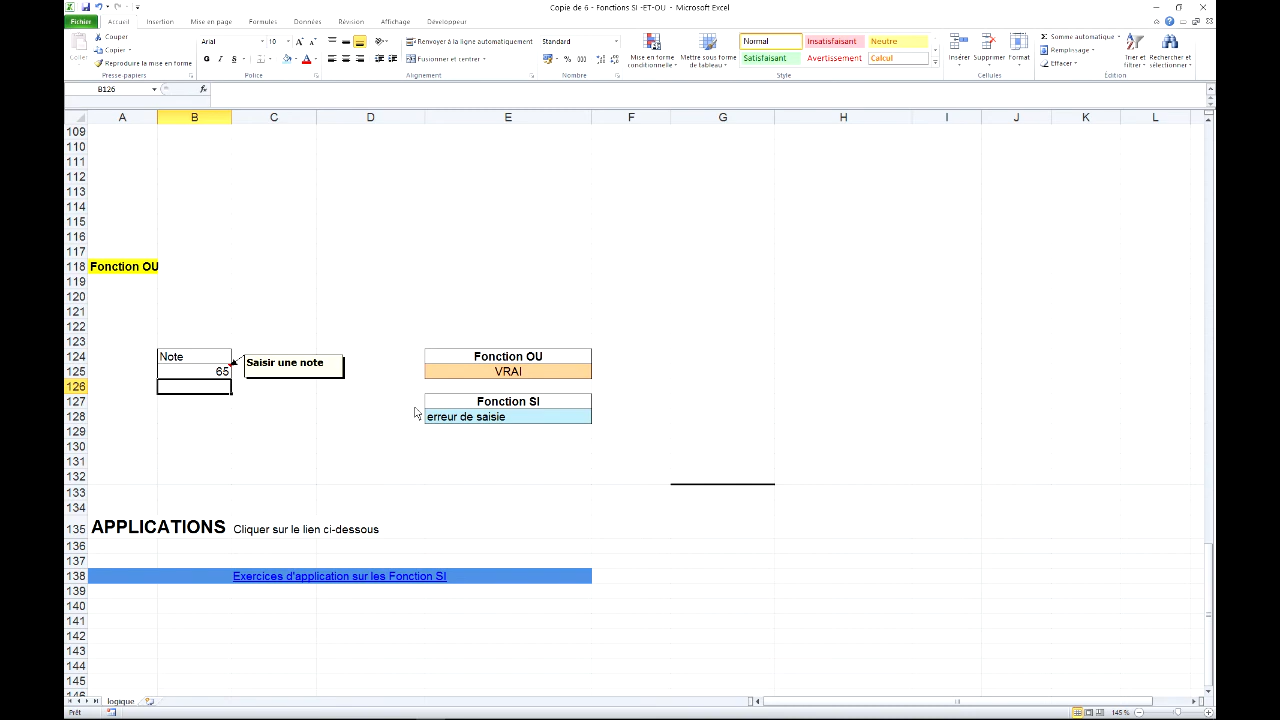 Copie de 6 - Fonctions SI -ET-OU - Microsoft Excel
Fichier Accueil Insertion Mise en page Formules Données Révision Affichage Développeur
Couper
Copier
Reproduire la mise en forme
Coller
Presse-papiers
Arial 10
G I S
Police
Renvoyer à la ligne automatiquement
Fusionner et centrer
Alignement
Standard
% 000
Nombre
Mise en forme conditionnelle
Mettre sous forme de tableau
Normal Insatisfaisant Neutre
Satisfaisant Avertissement Calcul
Style
Insérer Supprimer Format
Cellules
Somme automatique
Remplissage
Effacer
Trier et filtrer
Rechercher et sélectionner
Édition
B126 fx
A B C D E F G H I J K L
109
110
111
112
113
114
115
116
117
118 Fonction OU
119
120
121
122
123
124 Note Fonction OU
125 65 Saisir une note VRAI
126
127 Fonction SI
128 erreur de saisie
129
130
131
132
133
134
135 APPLICATIONS Cliquer sur le lien ci-dessous
136
137
138 Exercices d'application sur les Fonction SI
139
140
141
142
143
144
145
146
logique
Prêt 145 %